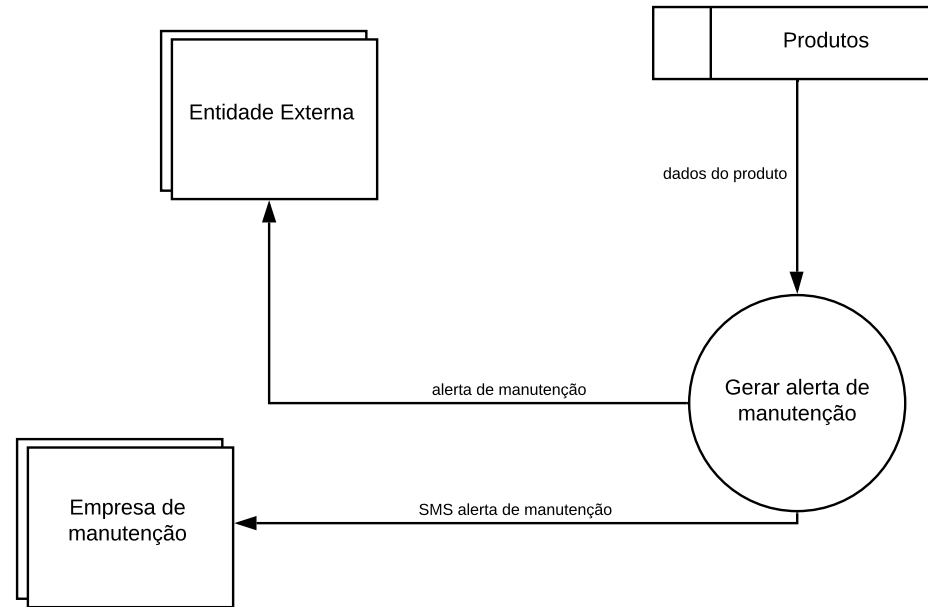 Produtos
Entidade Externa
dados do produto
Gerar alerta de
manutenção
alerta de manutenção
SMS alerta de manutenção
Empresa de
manutenção